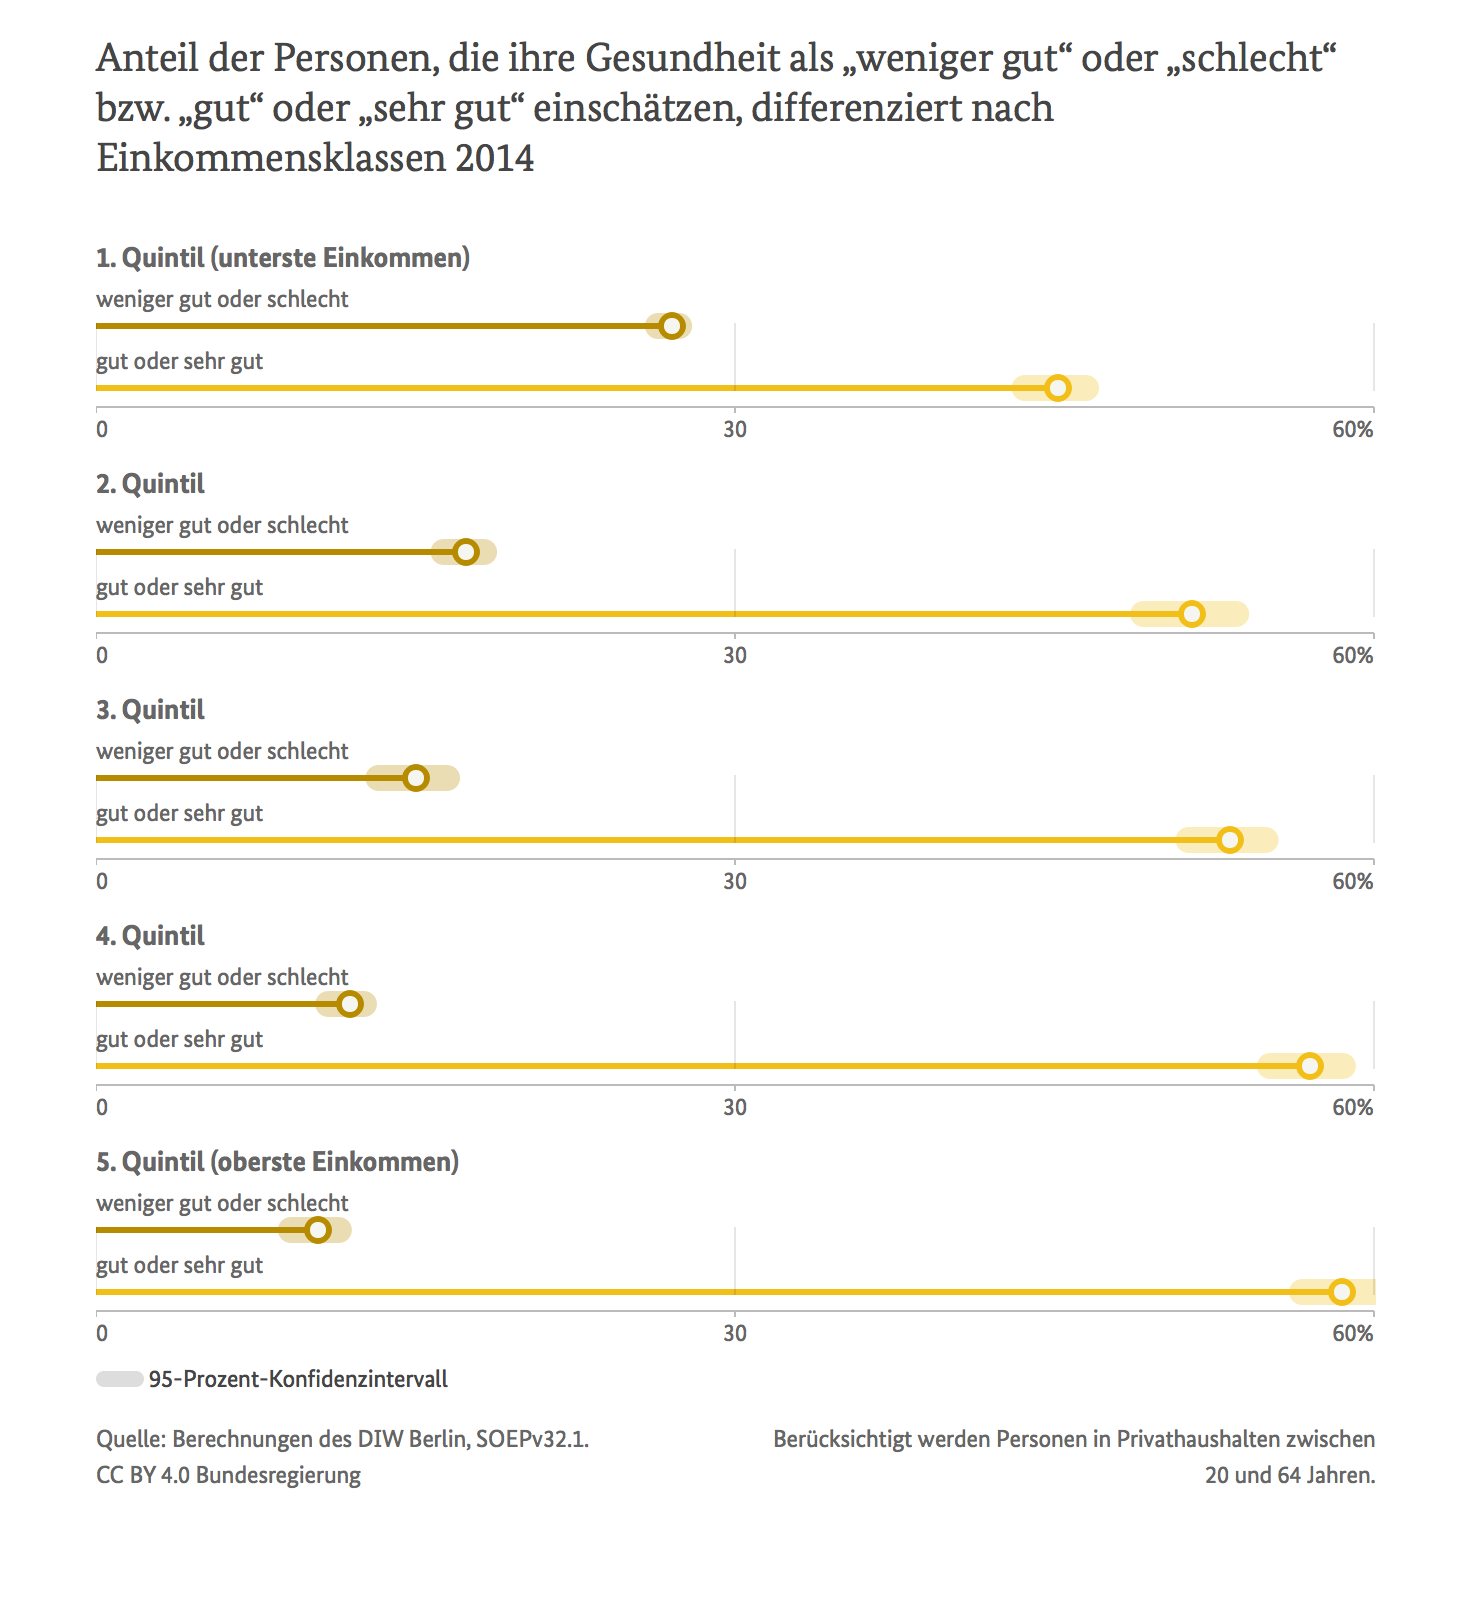 Anteil der Personen, die ihre Gesundheit als „weniger gut“ oder „schlecht“
bzw. „gut“ oder „sehr gut“ einschätzen, differenziert nach
Einkommensklassen 2014
1. Quintil (unterste Einkommen)
weniger gut oder schlecht
gut oder sehr gut
0 30 60%
2. Quintil
weniger gut oder schlecht
gut oder sehr gut
0 30 60%
3. Quintil
weniger gut oder schlecht
gut oder sehr gut
0 30 60%
4. Quintil
weniger gut oder schlecht
gut oder sehr gut
0 30 60%
5. Quintil (oberste Einkommen)
weniger gut oder schlecht
gut oder sehr gut
0 30 60%
95-Prozent-Konfidenzintervall
Quelle: Berechnungen des DIW Berlin, SOEPv32.1.
CC BY 4.0 Bundesregierung
Berücksichtigt werden Personen in Privathaushalten zwischen
20 und 64 Jahren.